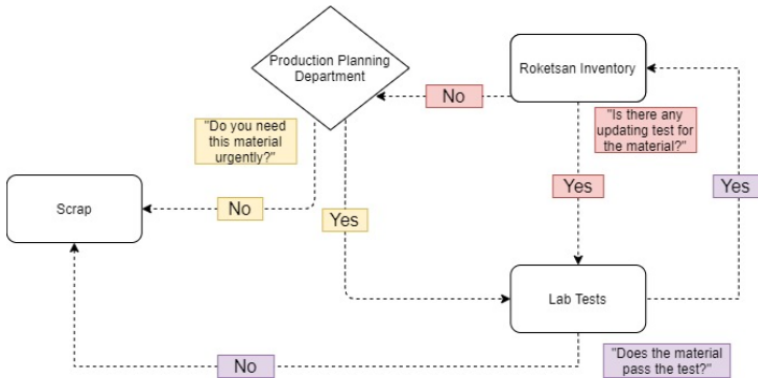 Production Planning
Department
Roketsan Inventory
No
"Do you need
this material
urgently?"
"Is there any
updating test for
the material?"
Yes
Yes
Scrap
No
Yes
Lab Tests
No
"Does the material
pass the test?"